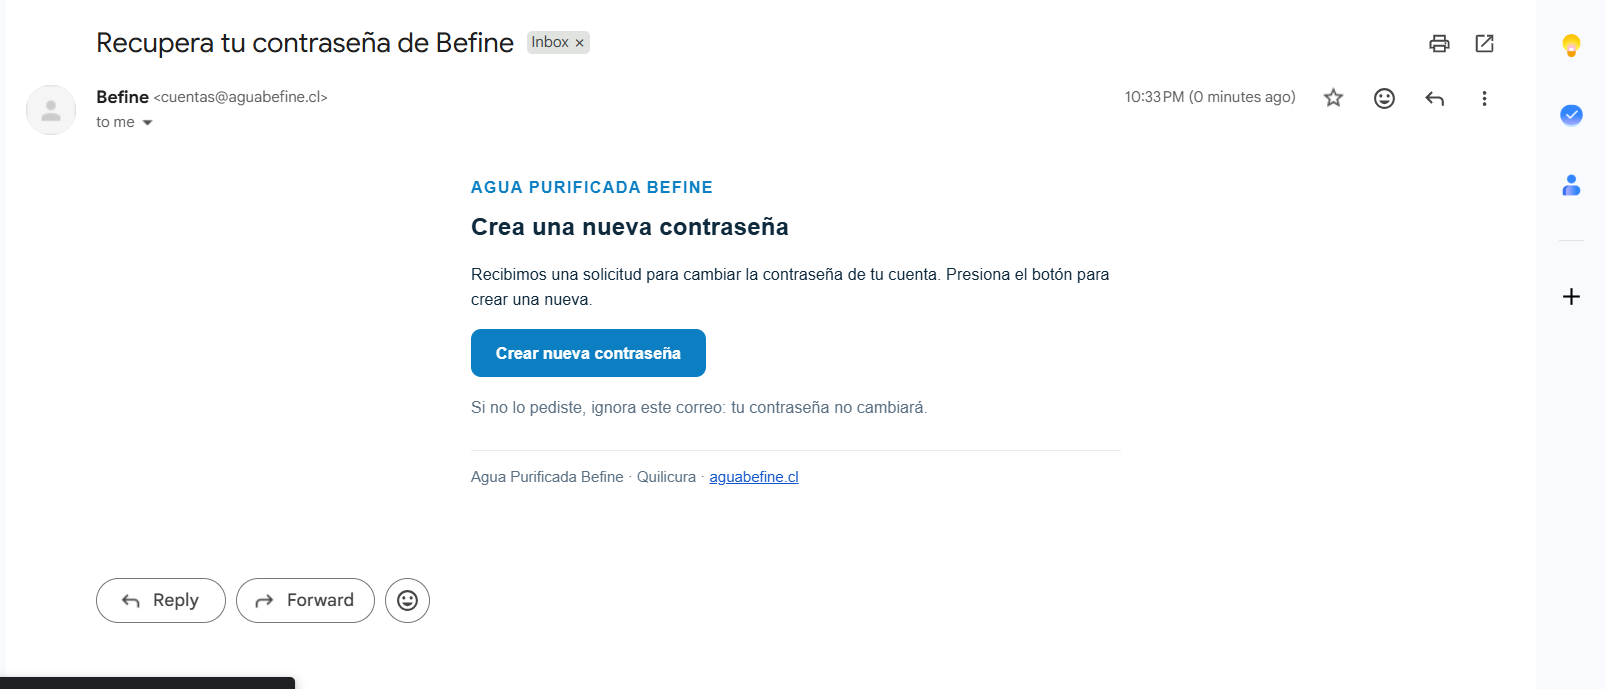 Recupera tu contraseña de Befine Inbox ×
Befine <cuentas@aguabefine.cl> 10:33 PM (0 minutes ago)
to me
AGUA PURIFICADA BEFINE
Crea una nueva contraseña
Recibimos una solicitud para cambiar la contraseña de tu cuenta. Presiona el botón para
crear una nueva.
Crear nueva contraseña
Si no lo pediste, ignora este correo: tu contraseña no cambiará.
Agua Purificada Befine · Quilicura · aguabefine.cl
Reply Forward